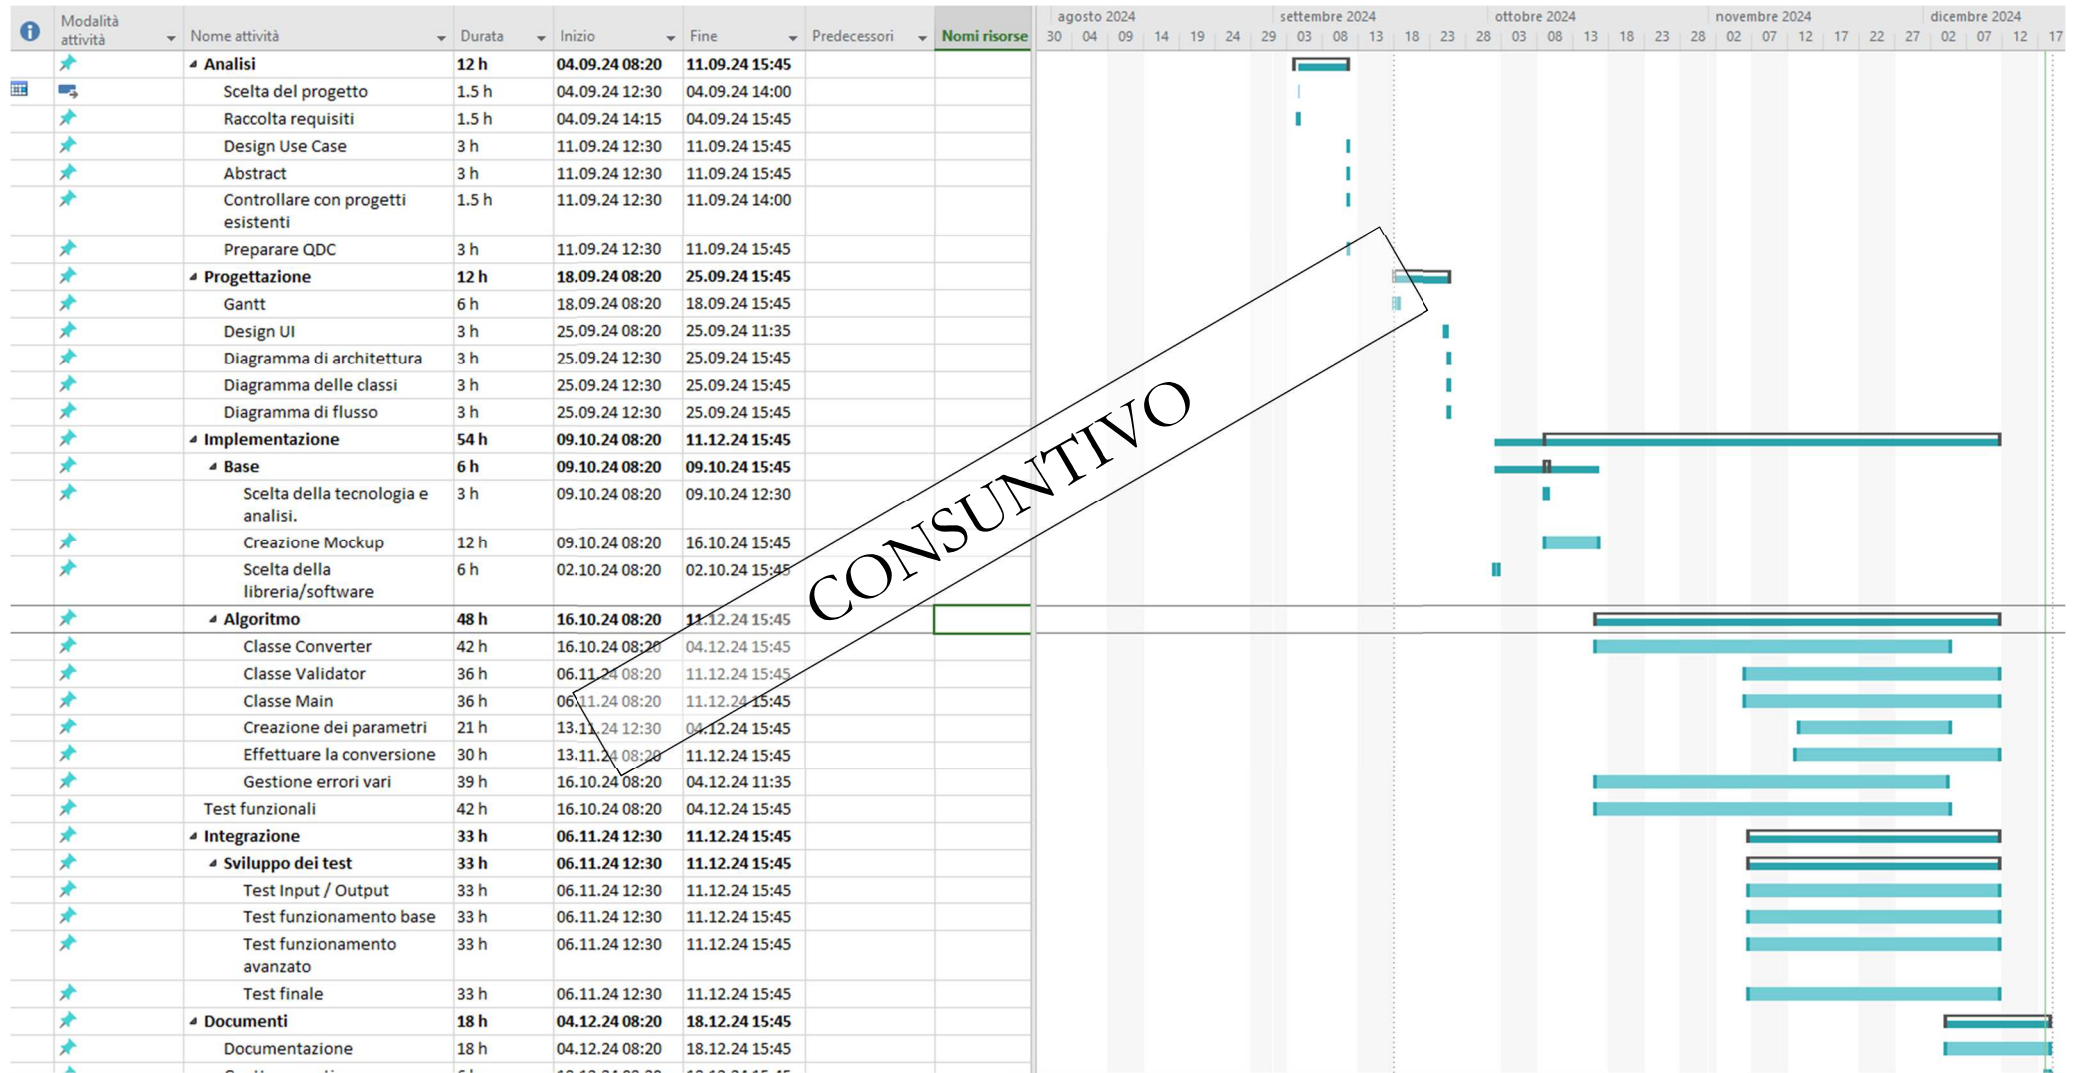 Modalità attività Nome attività Durata Inizio Fine Predecessori Nomi risorse
agosto 2024 settembre 2024 ottobre 2024 novembre 2024 dicembre 2024
30 04 09 14 19 24 29 03 08 13 18 23 28 03 08 13 18 23 28 02 07 12 17 22 27 02 07 12 17
Analisi 12 h 04.09.24 08:20 11.09.24 15:45
Scelta del progetto 1.5 h 04.09.24 12:30 04.09.24 14:00
Raccolta requisiti 1.5 h 04.09.24 14:15 04.09.24 15:45
Design Use Case 3 h 11.09.24 12:30 11.09.24 15:45
Abstract 3 h 11.09.24 12:30 11.09.24 15:45
Controllare con progetti esistenti 1.5 h 11.09.24 12:30 11.09.24 14:00
Preparare QDC 3 h 11.09.24 12:30 11.09.24 15:45
Progettazione 12 h 18.09.24 08:20 25.09.24 15:45
Gantt 6 h 18.09.24 08:20 18.09.24 15:45
Design UI 3 h 25.09.24 08:20 25.09.24 11:35
Diagramma di architettura 3 h 25.09.24 12:30 25.09.24 15:45
Diagramma delle classi 3 h 25.09.24 12:30 25.09.24 15:45
Diagramma di flusso 3 h 25.09.24 12:30 25.09.24 15:45
Implementazione 54 h 09.10.24 08:20 11.12.24 15:45
Base 6 h 09.10.24 08:20 09.10.24 15:45
Scelta della tecnologia e analisi. 3 h 09.10.24 08:20 09.10.24 12:30
Creazione Mockup 12 h 09.10.24 08:20 16.10.24 15:45
Scelta della libreria/software 6 h 02.10.24 08:20 02.10.24 15:45
CONSUNTIVO
Algoritmo 48 h 16.10.24 08:20 11.12.24 15:45
Classe Converter 42 h 16.10.24 08:20 04.12.24 15:45
Classe Validator 36 h 06.11.24 08:20 11.12.24 15:45
Classe Main 36 h 06.11.24 08:20 11.12.24 15:45
Creazione dei parametri 21 h 13.11.24 12:30 04.12.24 15:45
Effettuare la conversione 30 h 13.11.24 08:20 11.12.24 15:45
Gestione errori vari 39 h 16.10.24 08:20 04.12.24 11:35
Test funzionali 42 h 16.10.24 08:20 04.12.24 15:45
Integrazione 33 h 06.11.24 12:30 11.12.24 15:45
Sviluppo dei test 33 h 06.11.24 12:30 11.12.24 15:45
Test Input / Output 33 h 06.11.24 12:30 11.12.24 15:45
Test funzionamento base 33 h 06.11.24 12:30 11.12.24 15:45
Test funzionamento avanzato 33 h 06.11.24 12:30 11.12.24 15:45
Test finale 33 h 06.11.24 12:30 11.12.24 15:45
Documenti 18 h 04.12.24 08:20 18.12.24 15:45
Documentazione 18 h 04.12.24 08:20 18.12.24 15:45